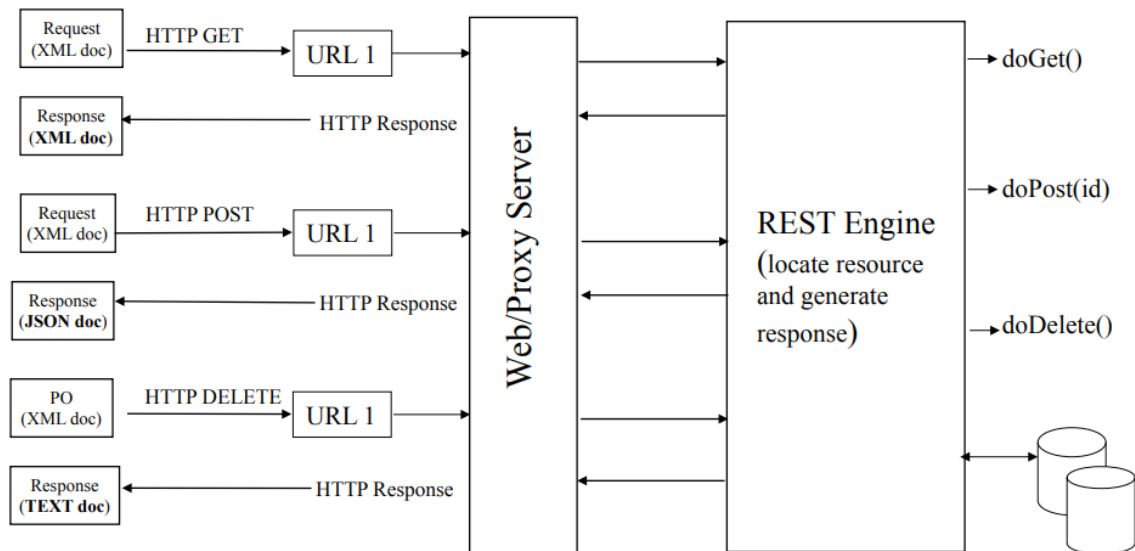 Request
(XML doc)
HTTP GET
URL 1
Response
(XML doc)
HTTP Response
Request
(XML doc)
HTTP POST
URL 1
Response
(JSON doc)
HTTP Response
PO
(XML doc)
HTTP DELETE
URL 1
Response
(TEXT doc)
HTTP Response
Web/Proxy Server
REST Engine
(locate resource
and generate
response)
doGet()
doPost(id)
doDelete()